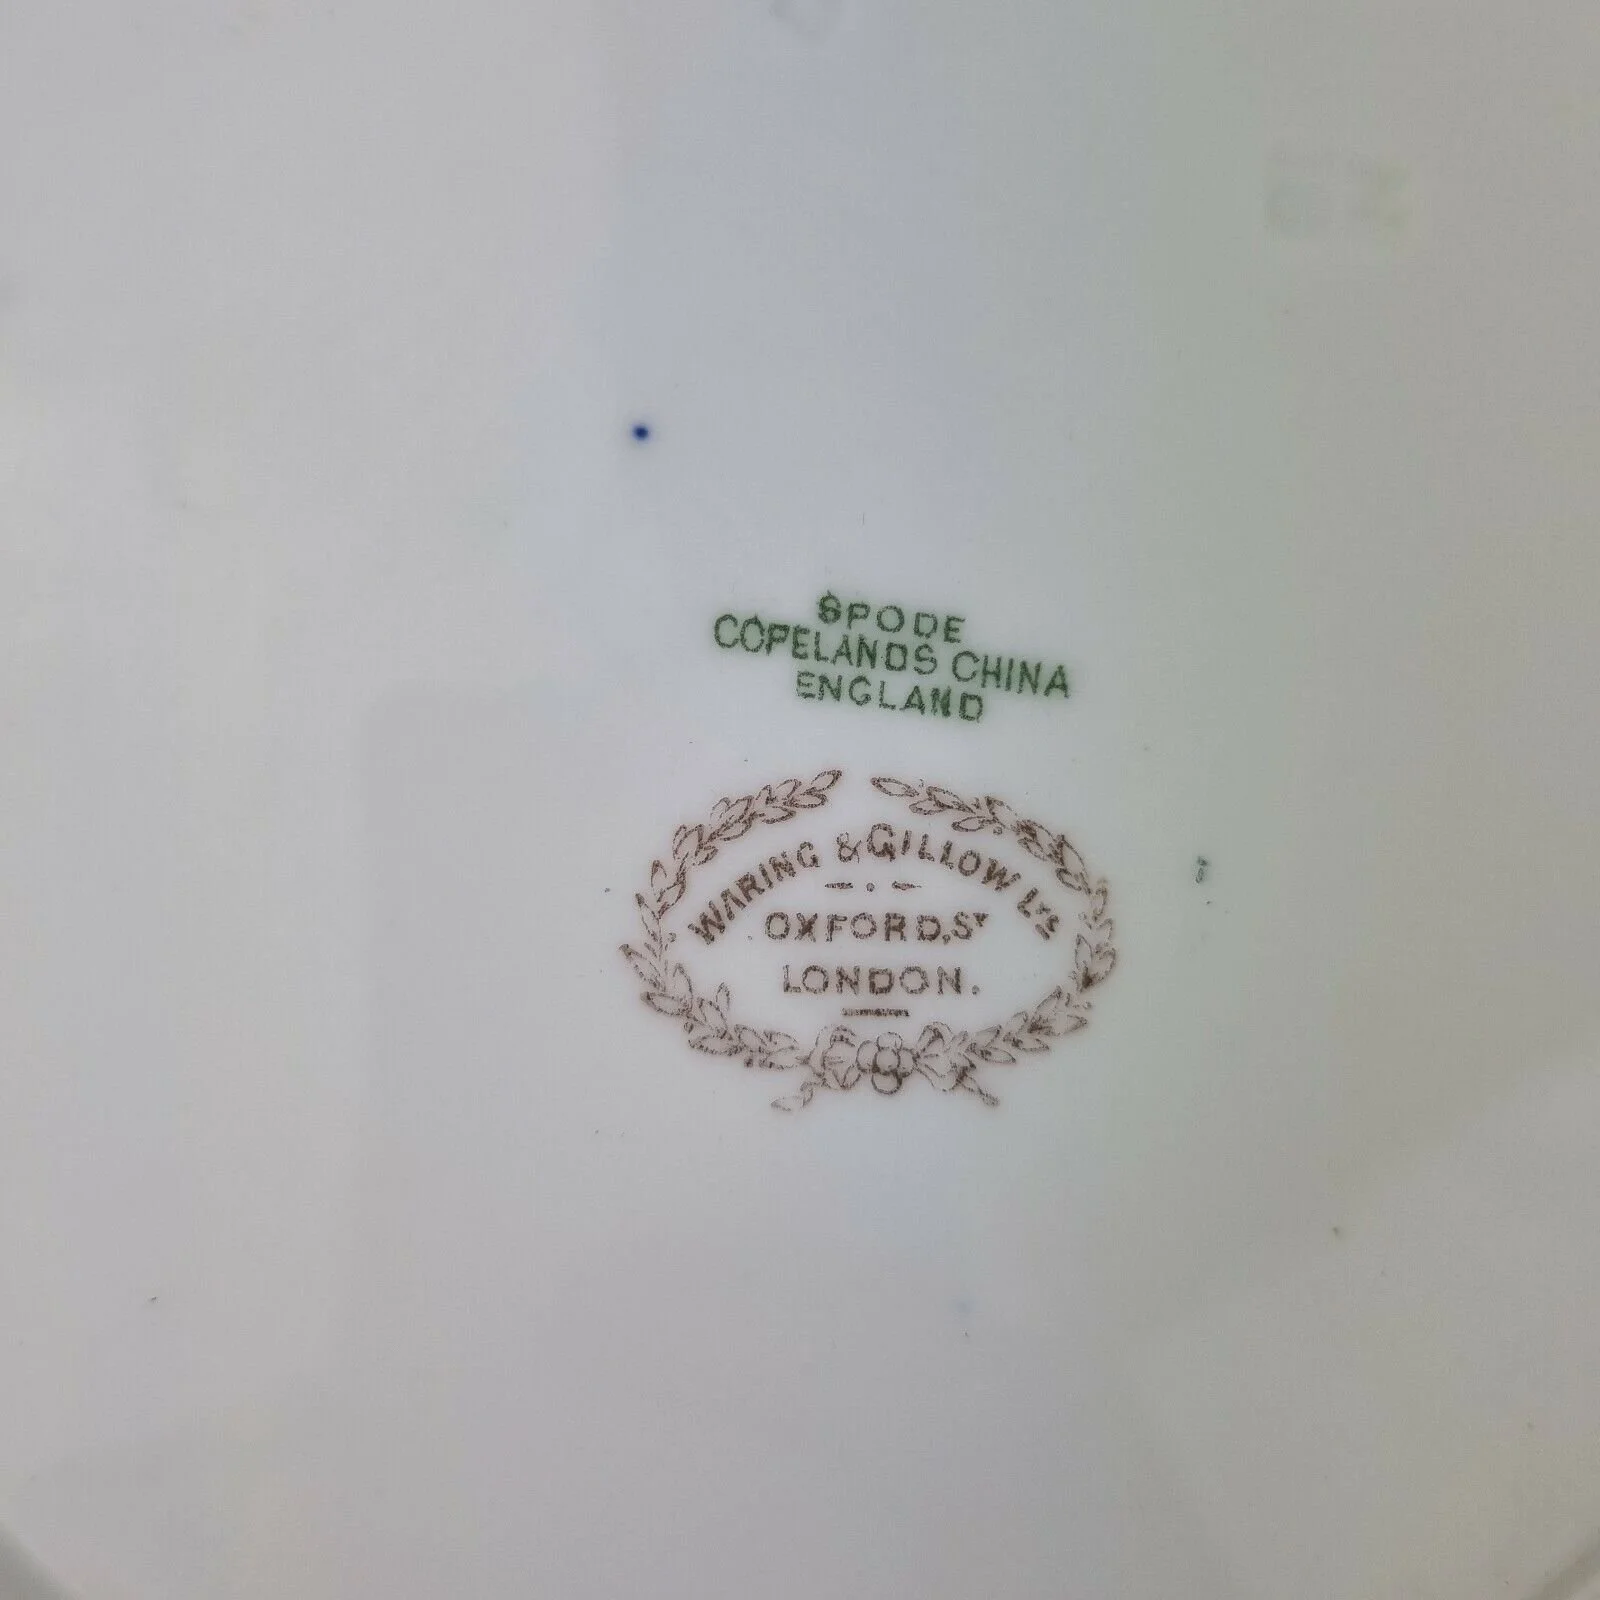 SPODE
COPELANDS CHINA
ENGLAND
WARING & GILLOW LTD
OXFORD, ST
LONDON.